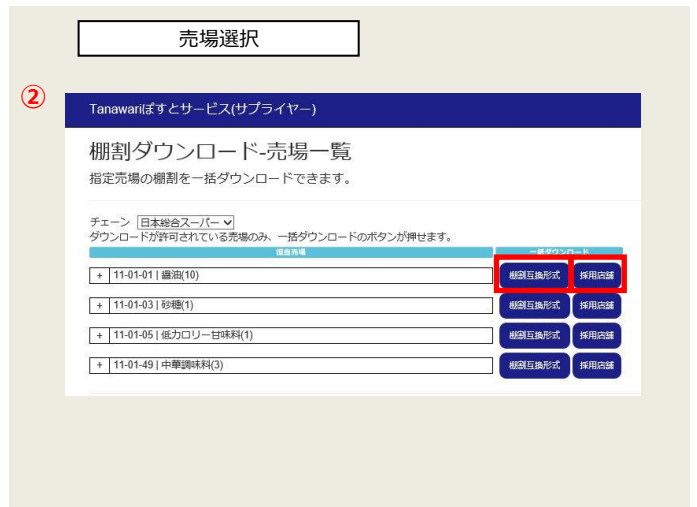 売場選択
②
Tanawariぽすとサービス(サプライヤー)
棚割ダウンロード-売場一覧
指定売場の棚割を一括ダウンロードできます。
チェーン 日本総合スーパー
ダウンロードが許可されている売場のみ、一括ダウンロードのボタンが押せます。
担当売場 一括ダウンロード
+ 11-01-01 | 醤油(10) 棚割互換形式 採用店舗
+ 11-01-03 | 砂糖(1) 棚割互換形式 採用店舗
+ 11-01-05 | 低カロリー甘味料(1) 棚割互換形式 採用店舗
+ 11-01-49 | 中華調味料(3) 棚割互換形式 採用店舗